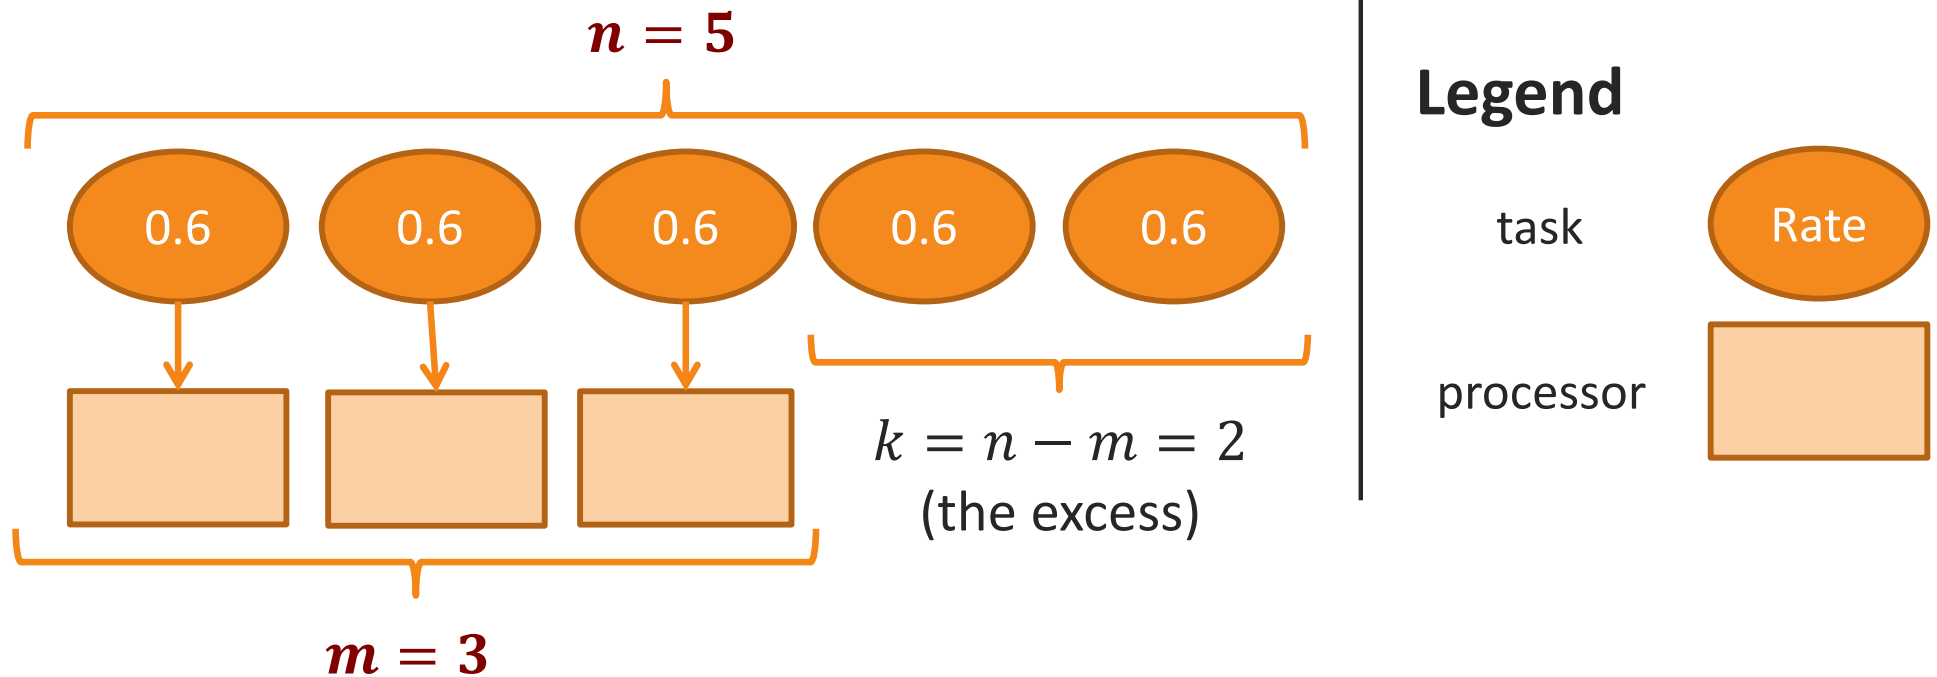 n = 5
0.6 0.6 0.6 0.6 0.6
k = n − m = 2
(the excess)
m = 3
Legend
task Rate
processor